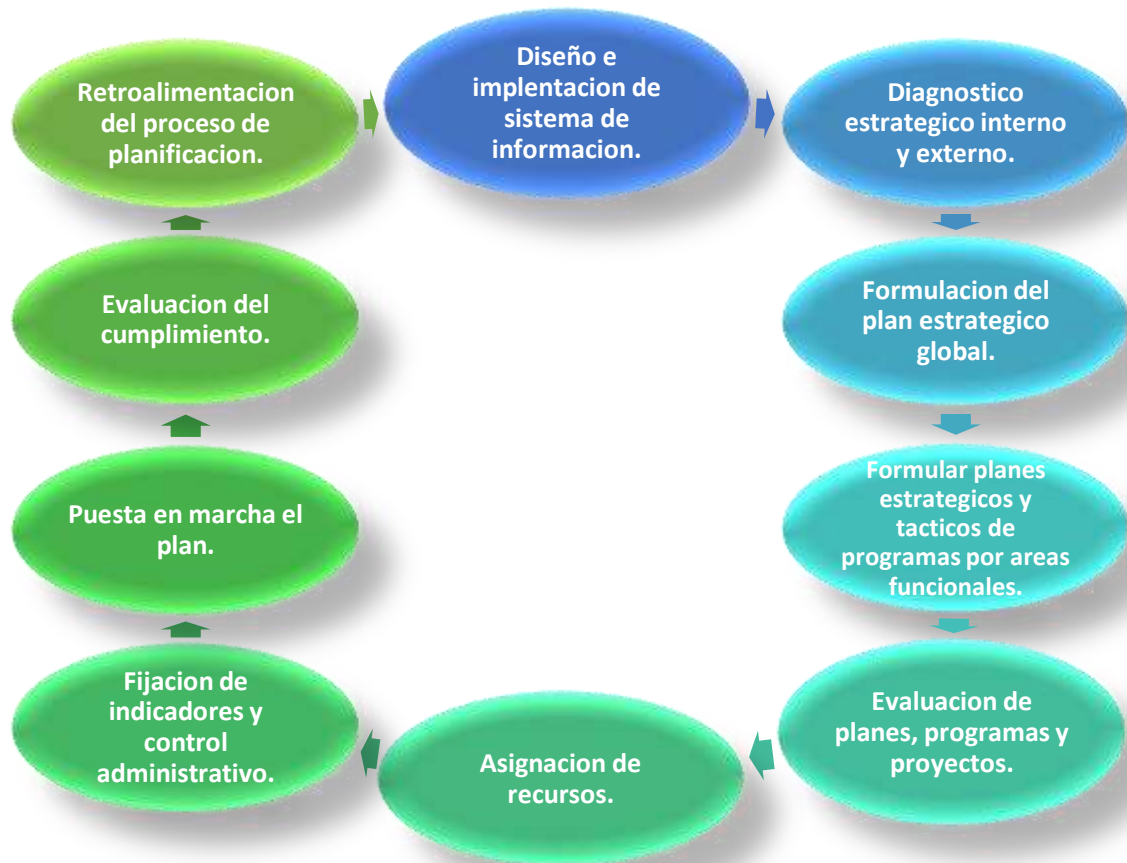 Diseño e
implentacion de
sistema de
informacion.
Diagnostico
estrategico interno
y externo.
Formulacion del
plan estrategico
global.
Formular planes
estrategicos y
tacticos de
programas por areas
funcionales.
Evaluacion de
planes, programas y
proyectos.
Asignacion de
recursos.
Fijacion de
indicadores y
control
administrativo.
Puesta en marcha el
plan.
Evaluacion del
cumplimiento.
Retroalimentacion
del proceso de
planificacion.